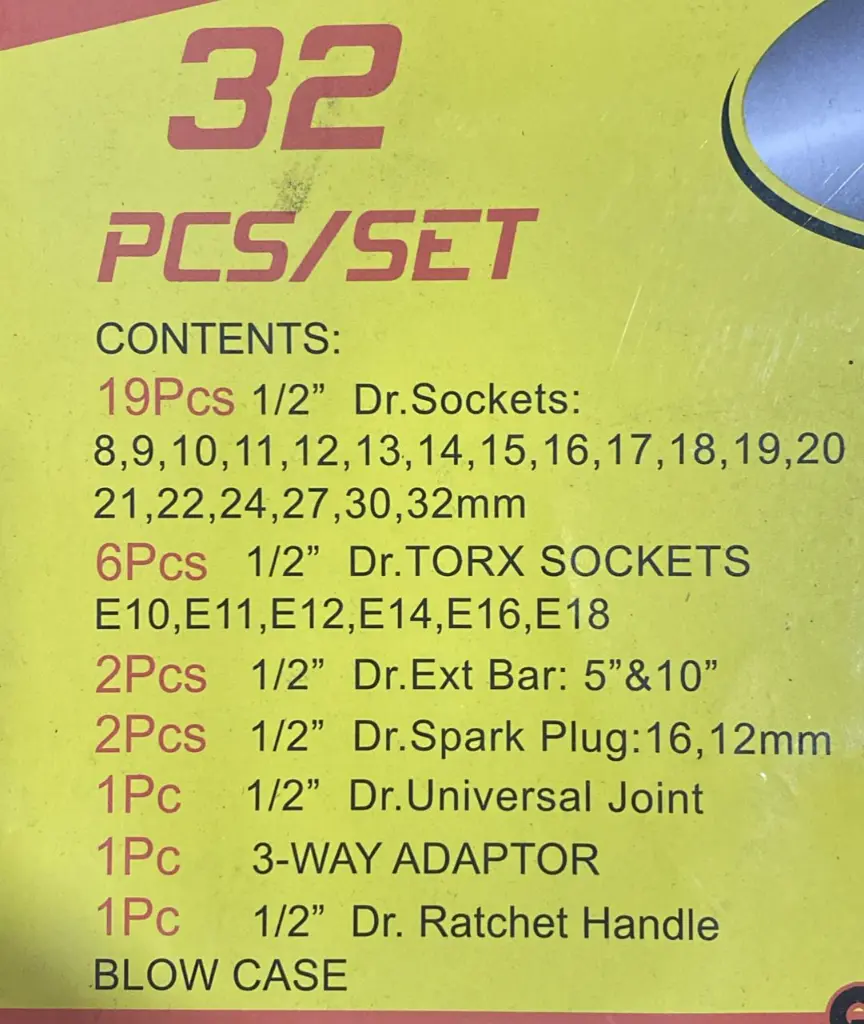 32
PCS/SET
CONTENTS:
19Pcs 1/2” Dr.Sockets:
8,9,10,11,12,13,14,15,16,17,18,19,20
21,22,24,27,30,32mm
6Pcs 1/2” Dr.TORX SOCKETS
E10,E11,E12,E14,E16,E18
2Pcs 1/2” Dr.Ext Bar: 5”&10”
2Pcs 1/2” Dr.Spark Plug:16,12mm
1Pc 1/2” Dr.Universal Joint
1Pc 3-WAY ADAPTOR
1Pc 1/2” Dr. Ratchet Handle
BLOW CASE